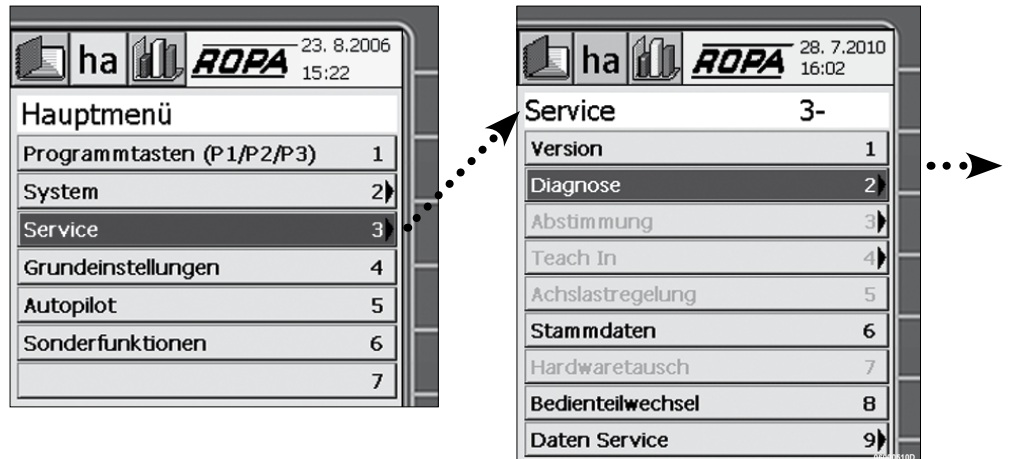 ha ROPA 23. 8.2006
15:22
Hauptmenü
Programmtasten (P1/P2/P3) 1
System 2
Service 3
Grundeinstellungen 4
Autopilot 5
Sonderfunktionen 6
7
ha ROPA 28. 7.2010
16:02
Service 3-
Version 1
Diagnose 2
Abstimmung 3
Teach In 4
Achslastregelung 5
Stammdaten 6
Hardwaretausch 7
Bedienteilwechsel 8
Daten Service 9